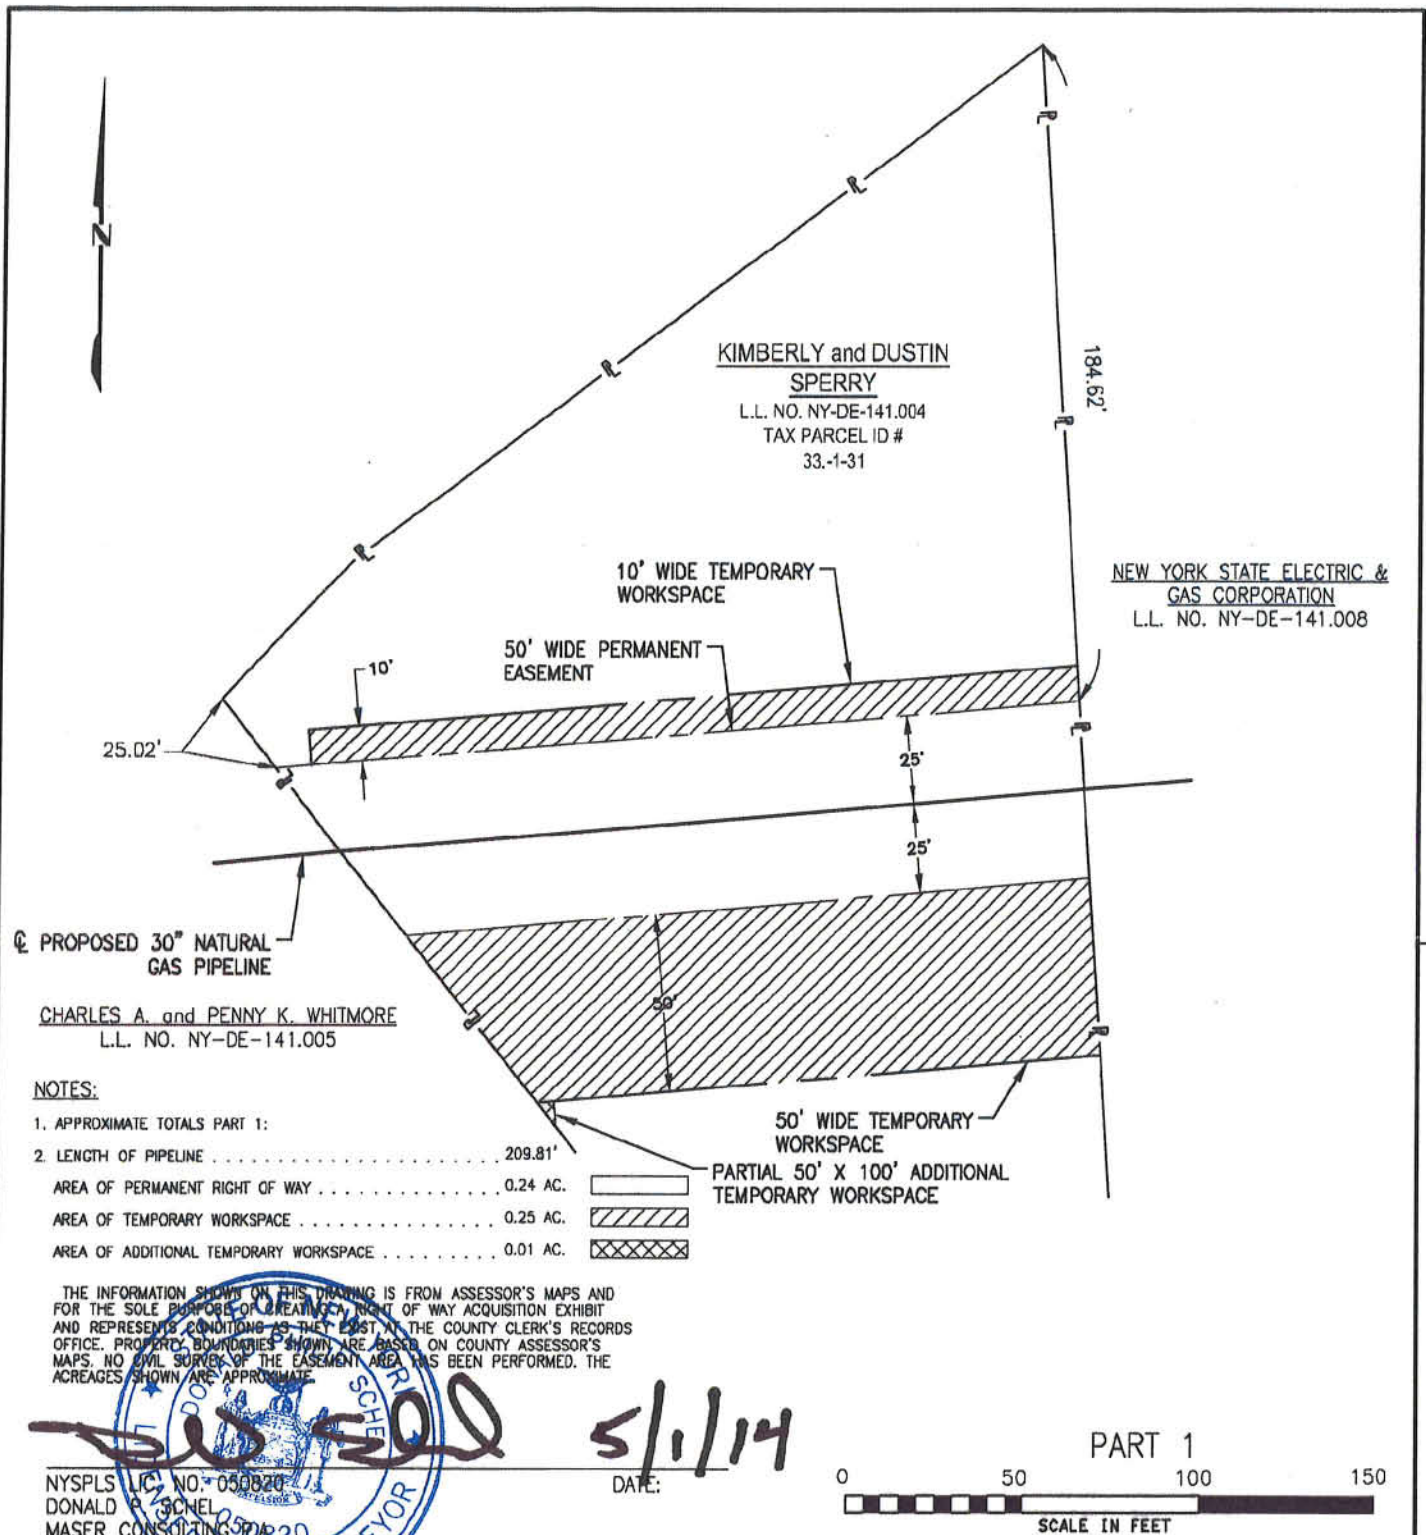 N
KIMBERLY and DUSTIN
SPERRY
L.L. NO. NY-DE-141.004
TAX PARCEL ID #
33.-1-31
184.62'
NEW YORK STATE ELECTRIC &
GAS CORPORATION
L.L. NO. NY-DE-141.008
10' WIDE TEMPORARY
WORKSPACE
50' WIDE PERMANENT
EASEMENT
10'
25.02'
25'
25'
50'
℄ PROPOSED 30" NATURAL
GAS PIPELINE
CHARLES A. and PENNY K. WHITMORE
L.L. NO. NY-DE-141.005
50' WIDE TEMPORARY
WORKSPACE
PARTIAL 50' X 100' ADDITIONAL
TEMPORARY WORKSPACE
NOTES:
1. APPROXIMATE TOTALS PART 1:
2. LENGTH OF PIPELINE . . . . . . . . . . . . . . . . . . . . . . . . 209.81'
AREA OF PERMANENT RIGHT OF WAY . . . . . . . . . . . . . . . 0.24 AC.
AREA OF TEMPORARY WORKSPACE . . . . . . . . . . . . . . . . 0.25 AC.
AREA OF ADDITIONAL TEMPORARY WORKSPACE . . . . . . . . . 0.01 AC.
THE INFORMATION SHOWN ON THIS DRAWING IS FROM ASSESSOR'S MAPS AND
FOR THE SOLE PURPOSE OF CREATING A RIGHT OF WAY ACQUISITION EXHIBIT
AND REPRESENTS CONDITIONS AS THEY EXIST AT THE COUNTY CLERK'S RECORDS
OFFICE. PROPERTY BOUNDARIES SHOWN ARE BASED ON COUNTY ASSESSOR'S
MAPS. NO CIVIL SURVEY OF THE EASEMENT AREA HAS BEEN PERFORMED. THE
ACREAGES SHOWN ARE APPROXIMATE.
STATE OF NEW YORK
EXCELSIOR
050820
5/1/14
NYSPLS LIC. NO. 050820
DATE:
DONALD P. SCHEL
MASER CONSULTING P.A.
PART 1
0 50 100 150
SCALE IN FEET